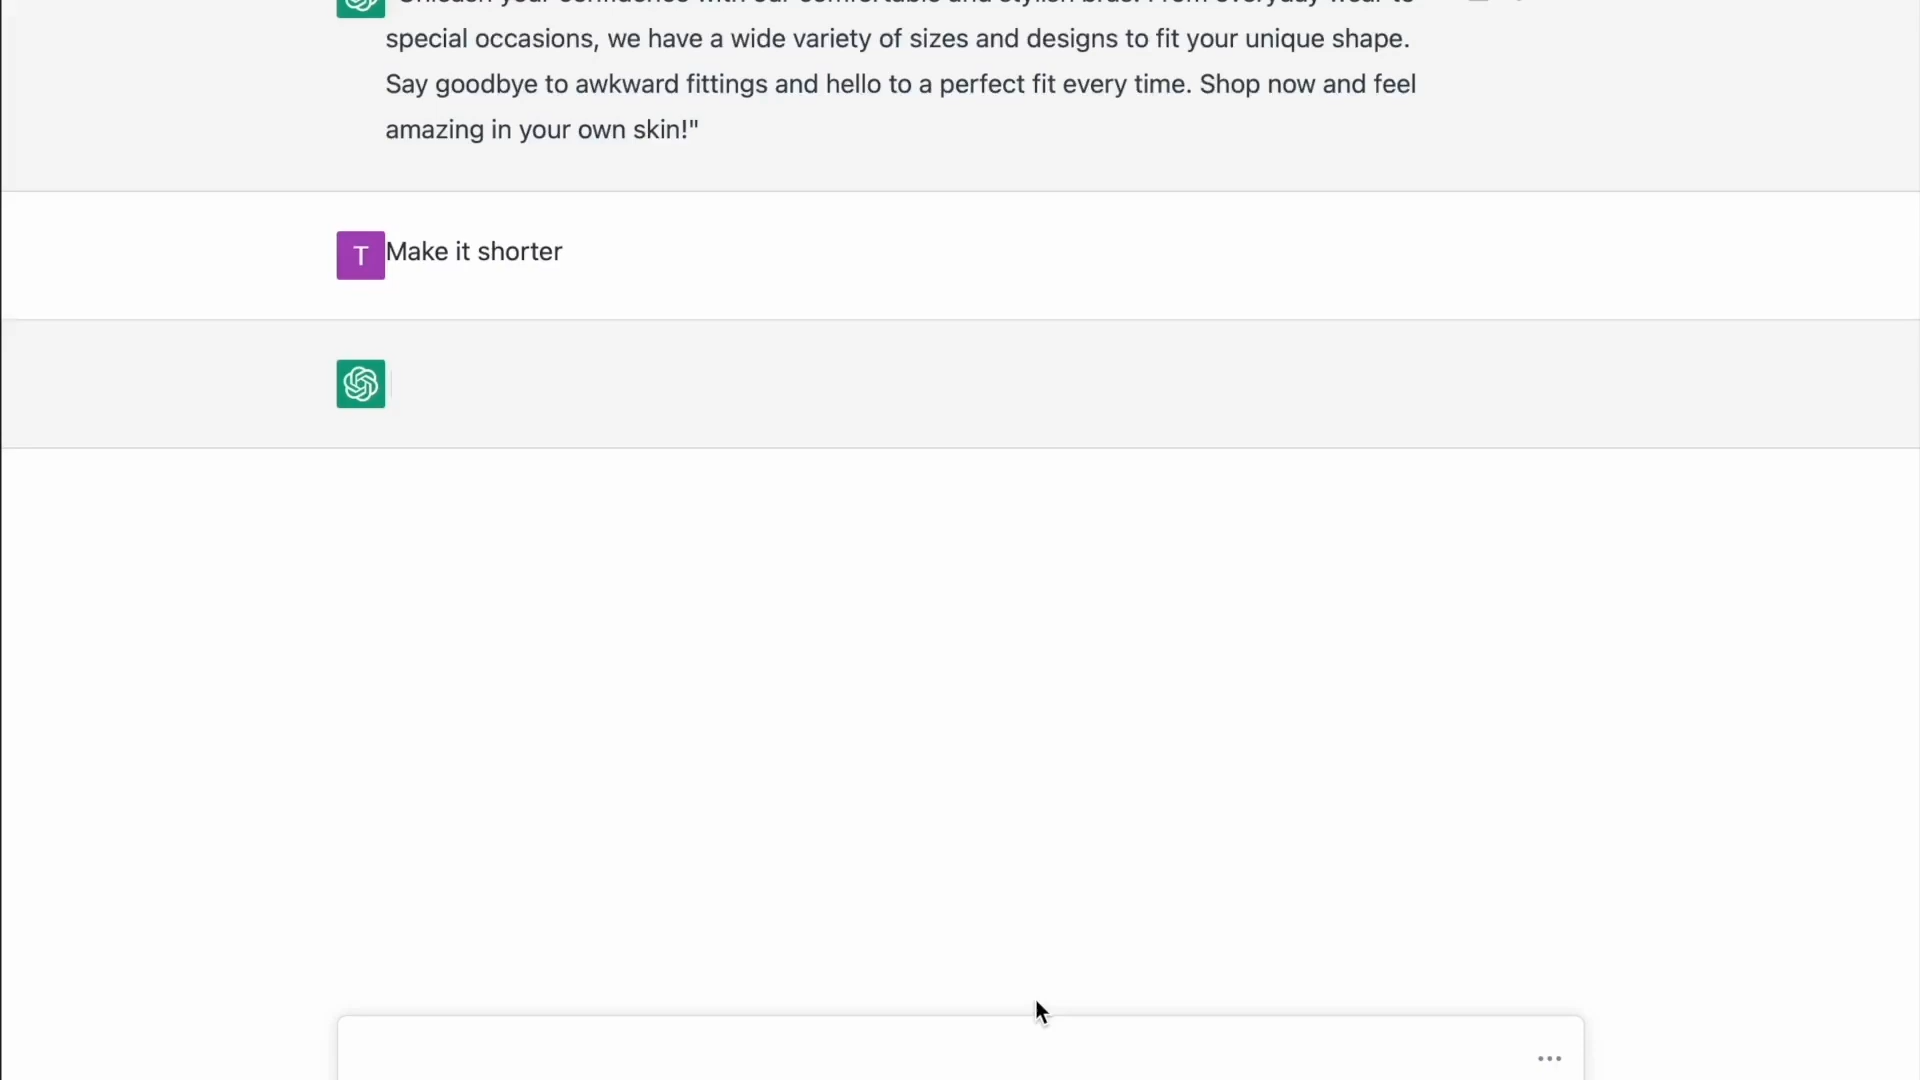 special occasions, we have a wide variety of sizes and designs to fit your unique shape.
Say goodbye to awkward fittings and hello to a perfect fit every time. Shop now and feel
amazing in your own skin!"
T
Make it shorter